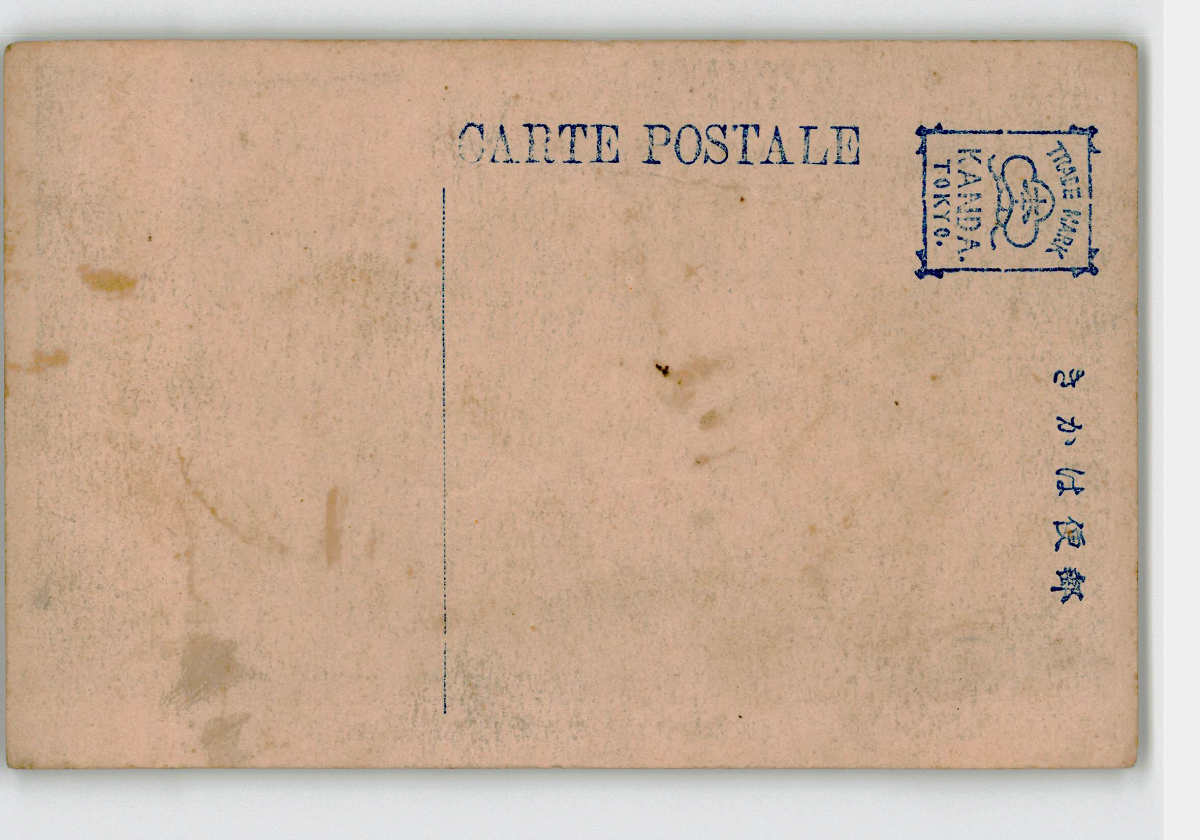 CARTE POSTALE
TRADE MARK
KANDA.
TOKYO.
郵便はかき